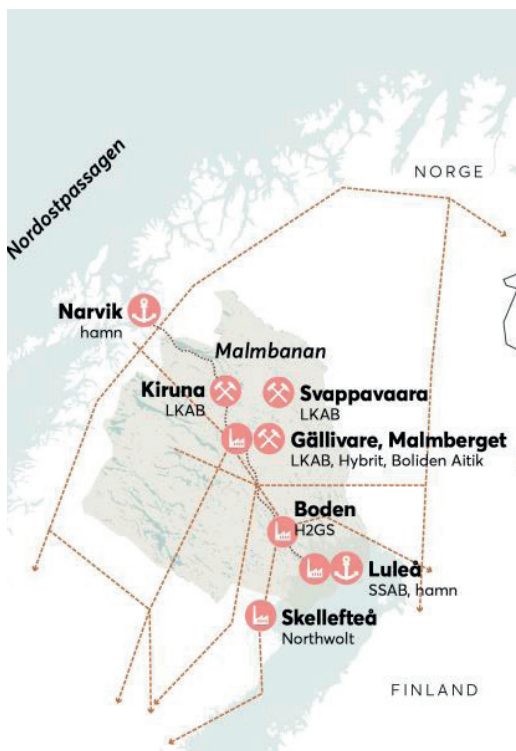 NORGE
Nordostpassagen
Narvik
hamn
Malmbanan
Kiruna
LKAB
Svappavaara
LKAB
Gällivare, Malmberget
LKAB, Hybrit, Boliden Aitik
Boden
H2GS
Luleå
SSAB, hamn
Skellefteå
Northwolt
FINLAND